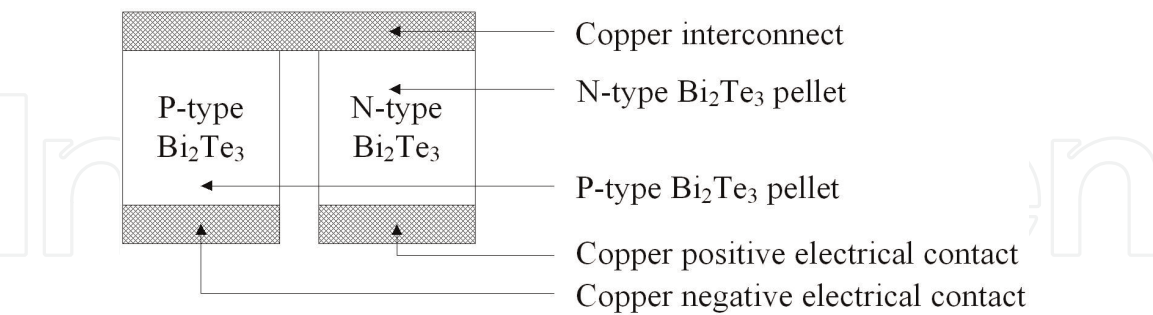 Copper interconnect
P-type
Bi₂Te₃
N-type
Bi₂Te₃
N-type Bi₂Te₃ pellet
P-type Bi₂Te₃ pellet
Copper positive electrical contact
Copper negative electrical contact